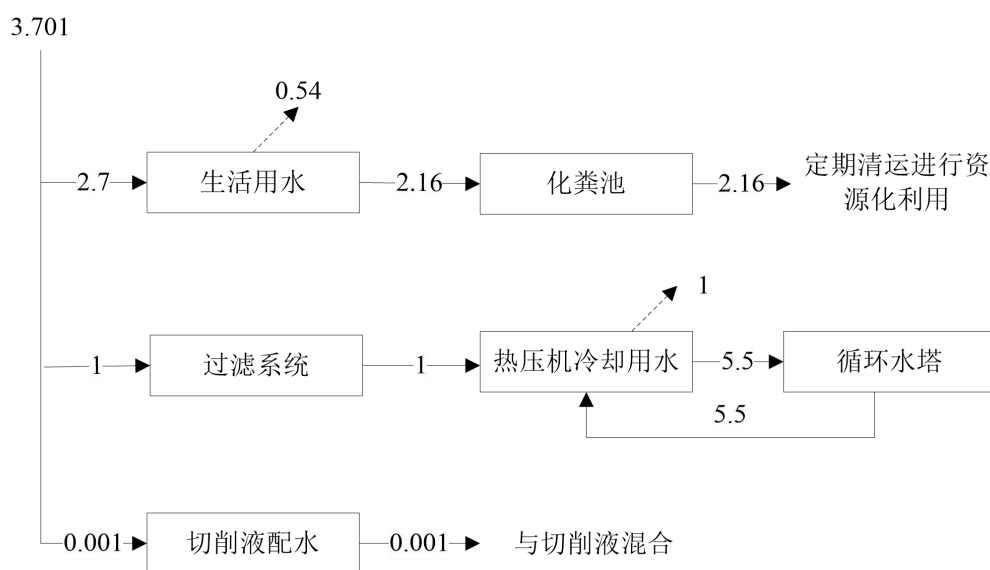 3.701
0.54
2.7
生活用水
2.16
化粪池
2.16
定期清运进行资
源化利用
1
1
过滤系统
1
热压机冷却用水
5.5
循环水塔
5.5
0.001
切削液配水
0.001
与切削液混合